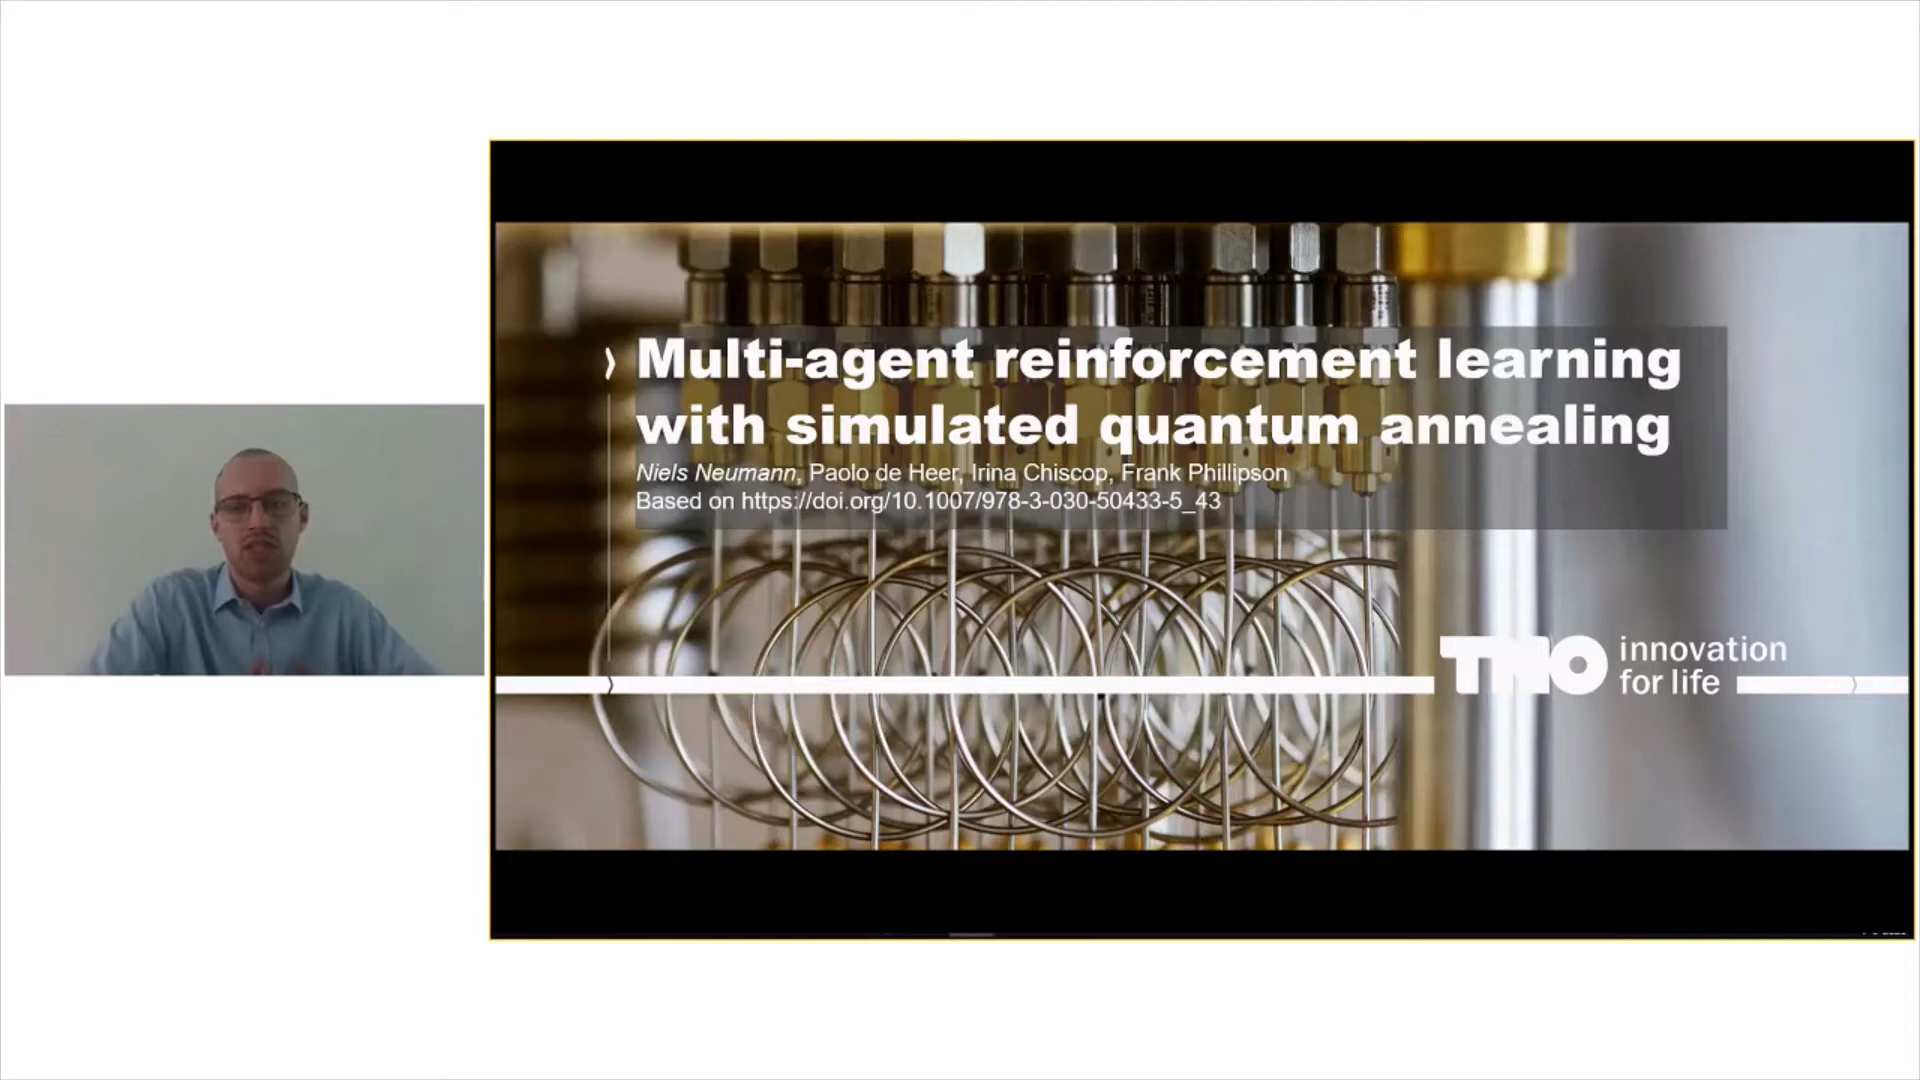 Multi-agent reinforcement learning
with simulated quantum annealing
Niels Neumann, Paolo de Heer, Irina Chiscop, Frank Phillipson
Based on https://doi.org/10.1007/978-3-030-50433-5_43
TNO innovation
for life